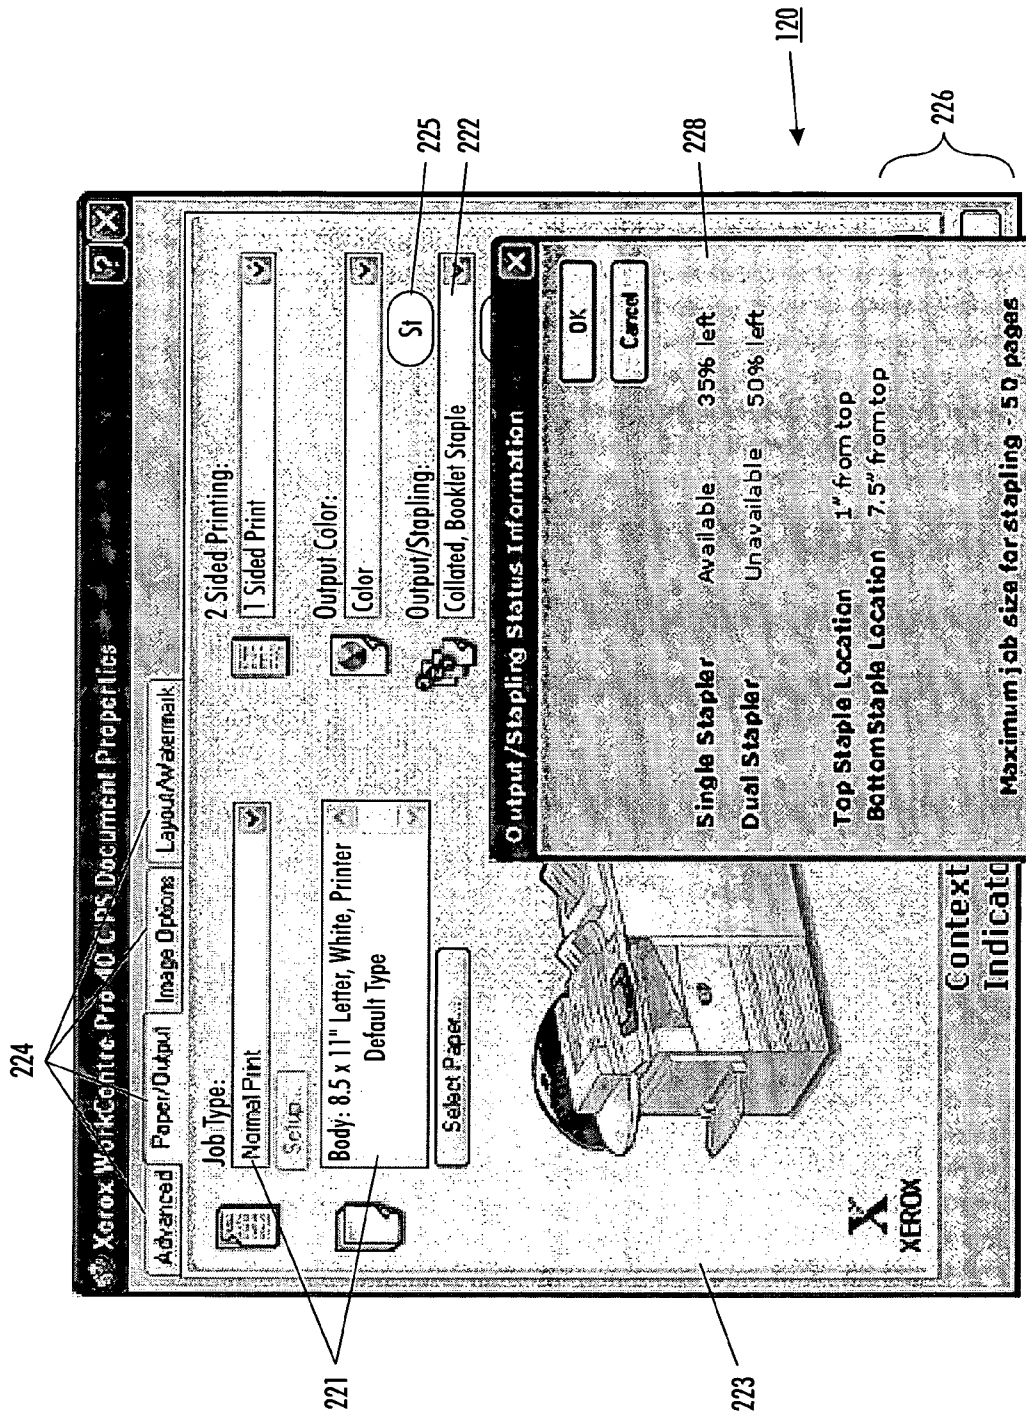 224
Xerox WorkCentre Pro 40 C PS Document Properties
?
X
Advanced
Paper/Output
Image Options
Layout/Watermark
Job Type:
Normal Print
Setup...
Body: 8.5 x 11" Letter, White, Printer
Default Type
Select Paper...
2 Sided Printing:
1 Sided Print
Output Color:
Color
St
Output/Stapling:
Collated, Booklet Staple
225
222
221
Output/Stapling Status Information
X
OK
Cancel
Single Stapler Available 35% left
Dual Stapler Unavailable 50% left
Top Staple Location 1" from top
Bottom Staple Location 7.5" from top
Maximum job size for stapling - 50 pages
228
X
XEROX
223
Context
Indicato
226
120